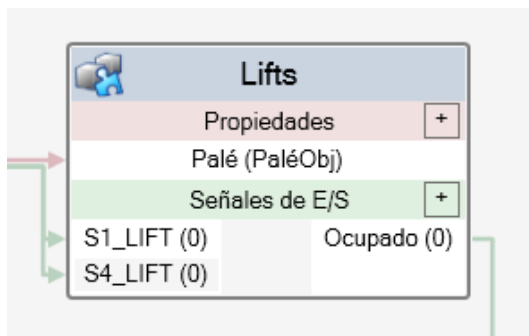 Lifts
Propiedades +
Palé (PaléObj)
Señales de E/S +
S1_LIFT (0) Ocupado (0)
S4_LIFT (0)